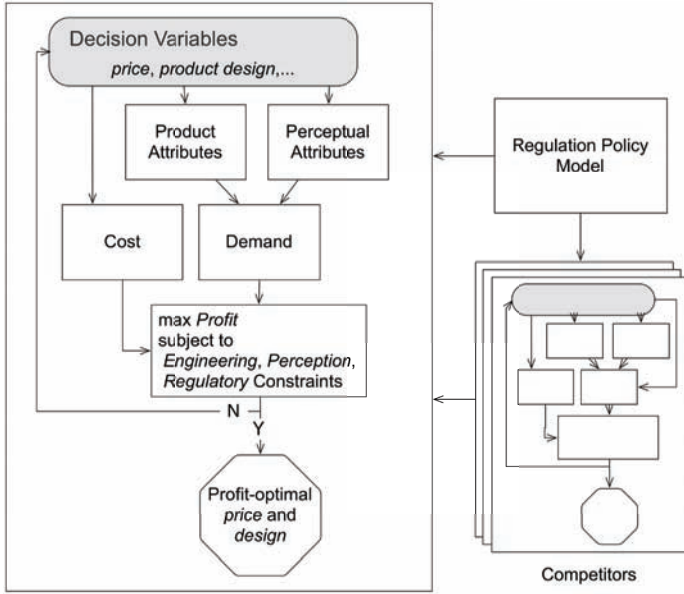 Decision Variables
price, product design,...
Product
Attributes
Perceptual
Attributes
Regulation Policy
Model
Cost
Demand
max Profit
subject to
Engineering, Perception,
Regulatory Constraints
N
Y
Profit-optimal
price and
design
Competitors